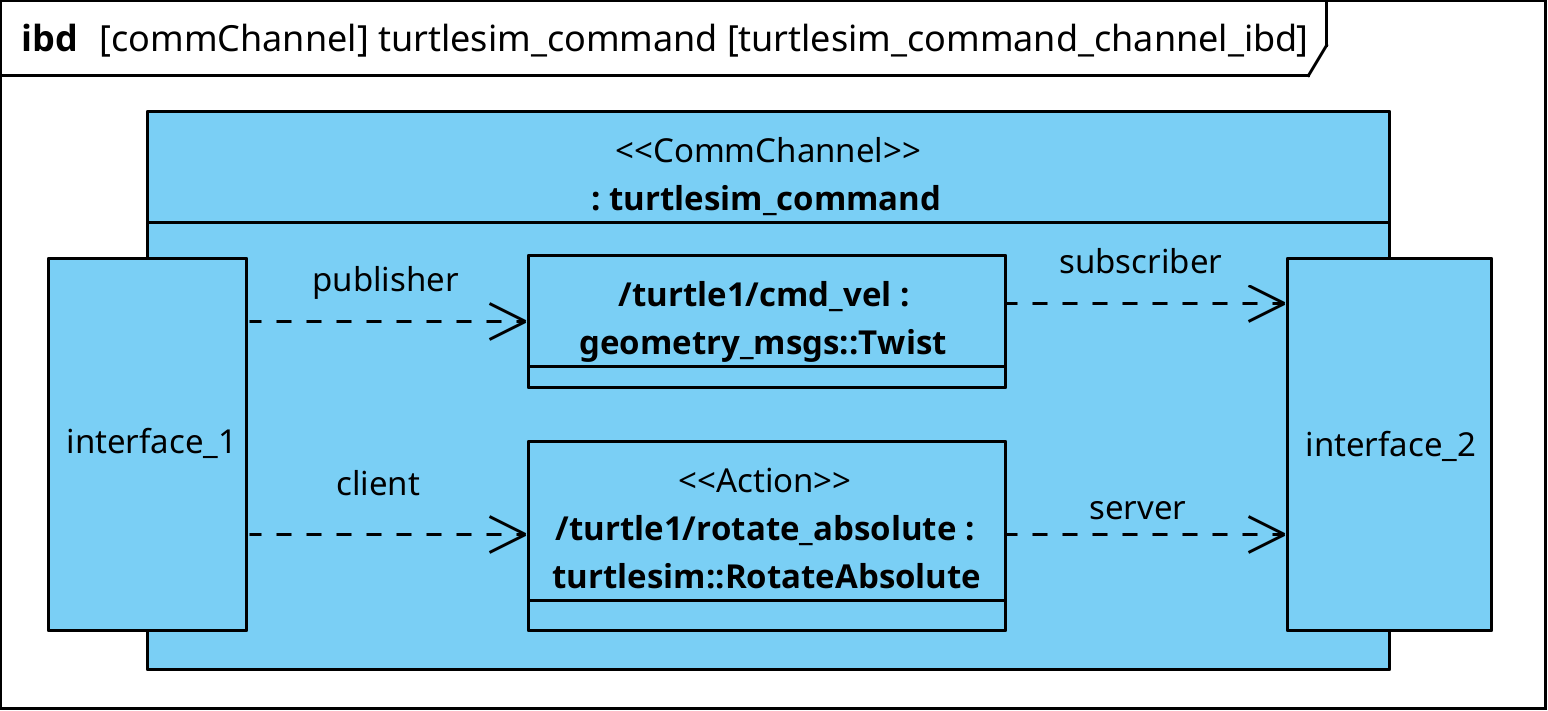 ibd [commChannel] turtlesim_command [turtlesim_command_channel_ibd]
<<CommChannel>>
: turtlesim_command
publisher
/turtle1/cmd_vel :
geometry_msgs::Twist
subscriber
interface_1
interface_2
client
<<Action>>
/turtle1/rotate_absolute :
turtlesim::RotateAbsolute
server